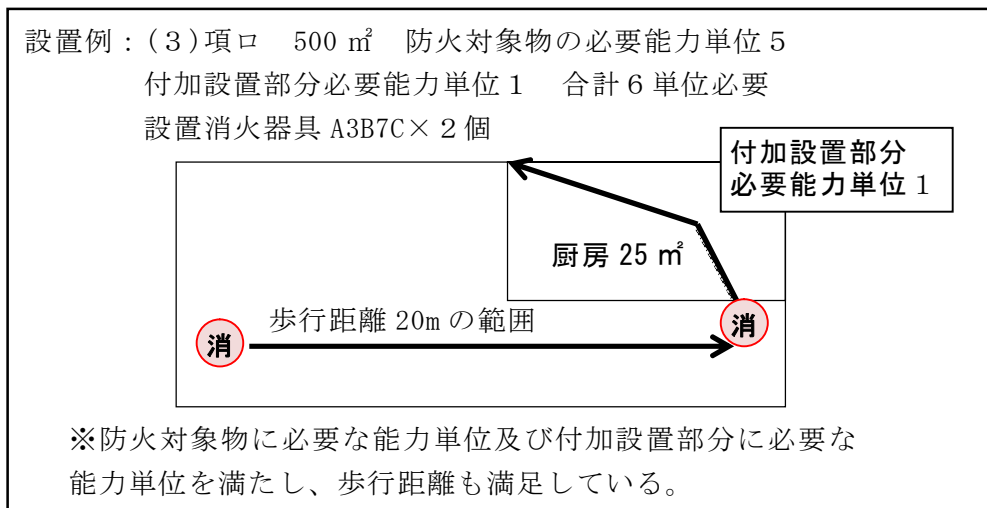 設置例：(３)項ロ　500 ㎡　防火対象物の必要能力単位５
付加設置部分必要能力単位１　合計６単位必要
設置消火器具 A3B7C×２個
付加設置部分
必要能力単位１
厨房 25 ㎡
歩行距離 20m の範囲
消
消
※防火対象物に必要な能力単位及び付加設置部分に必要な
能力単位を満たし、歩行距離も満足している。